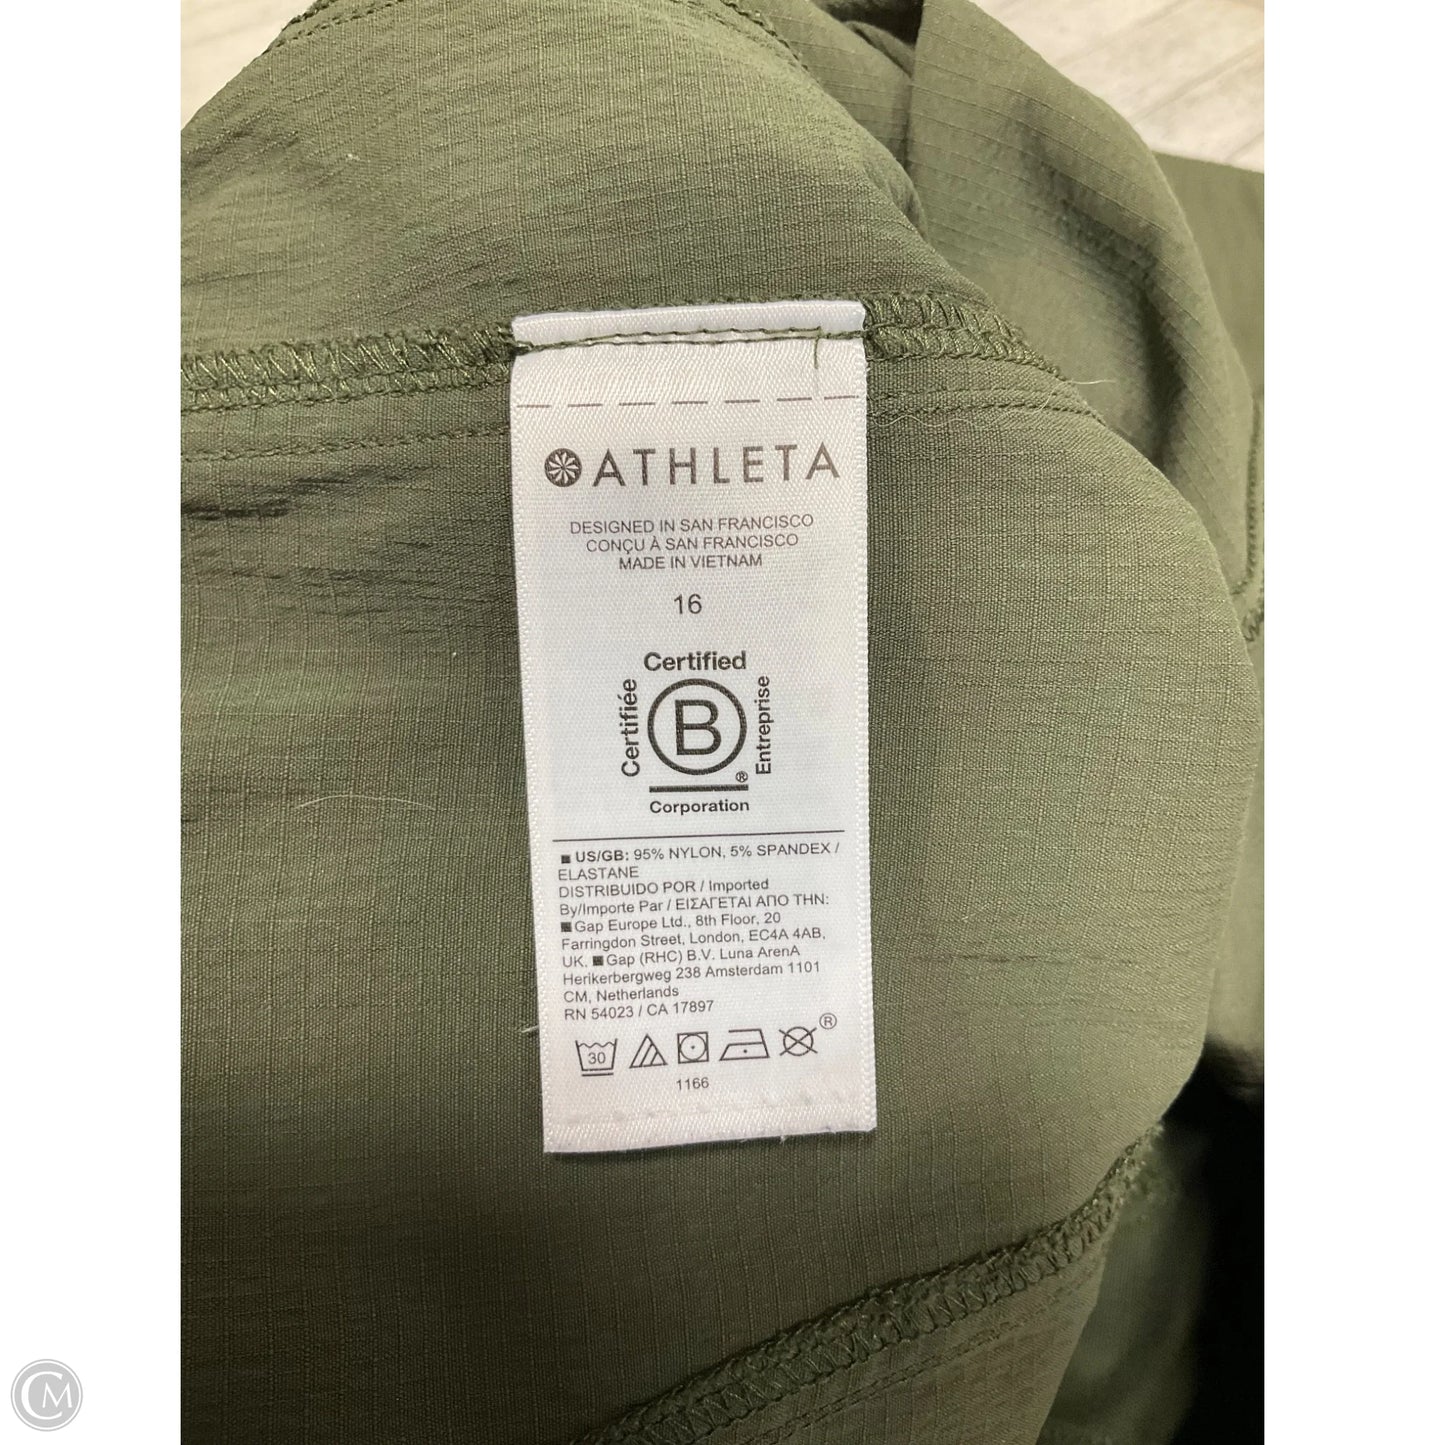 ATHLETA
DESIGNED IN SAN FRANCISCO
CONÇU À SAN FRANCISCO
MADE IN VIETNAM
16
Certified
Certifiée
B
Entreprise
®
Corporation
US/GB: 95% NYLON, 5% SPANDEX /
ELASTANE
DISTRIBUIDO POR / Imported
By/Importe Par / ΕΙΣΑΓΕΤΑΙ ΑΠΟ ΤΗΝ:
Gap Europe Ltd., 8th Floor, 20
Farringdon Street, London, EC4A 4AB,
UK, Gap (RHC) B.V. Luna ArenA
Herikerbergweg 238 Amsterdam 1101
CM, Netherlands
RN 54023 / CA 17897
30
®
1166
CM